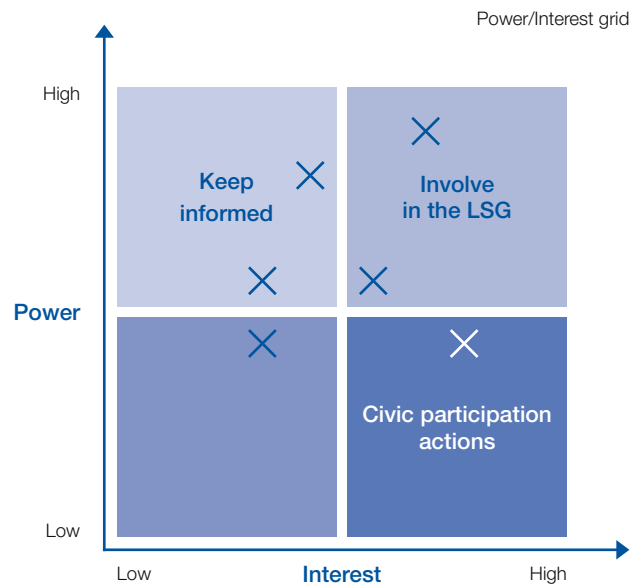 Power/Interest grid
High
Keep
informed
Involve
in the LSG
Power
Civic participation
actions
Low
Low
Interest
High